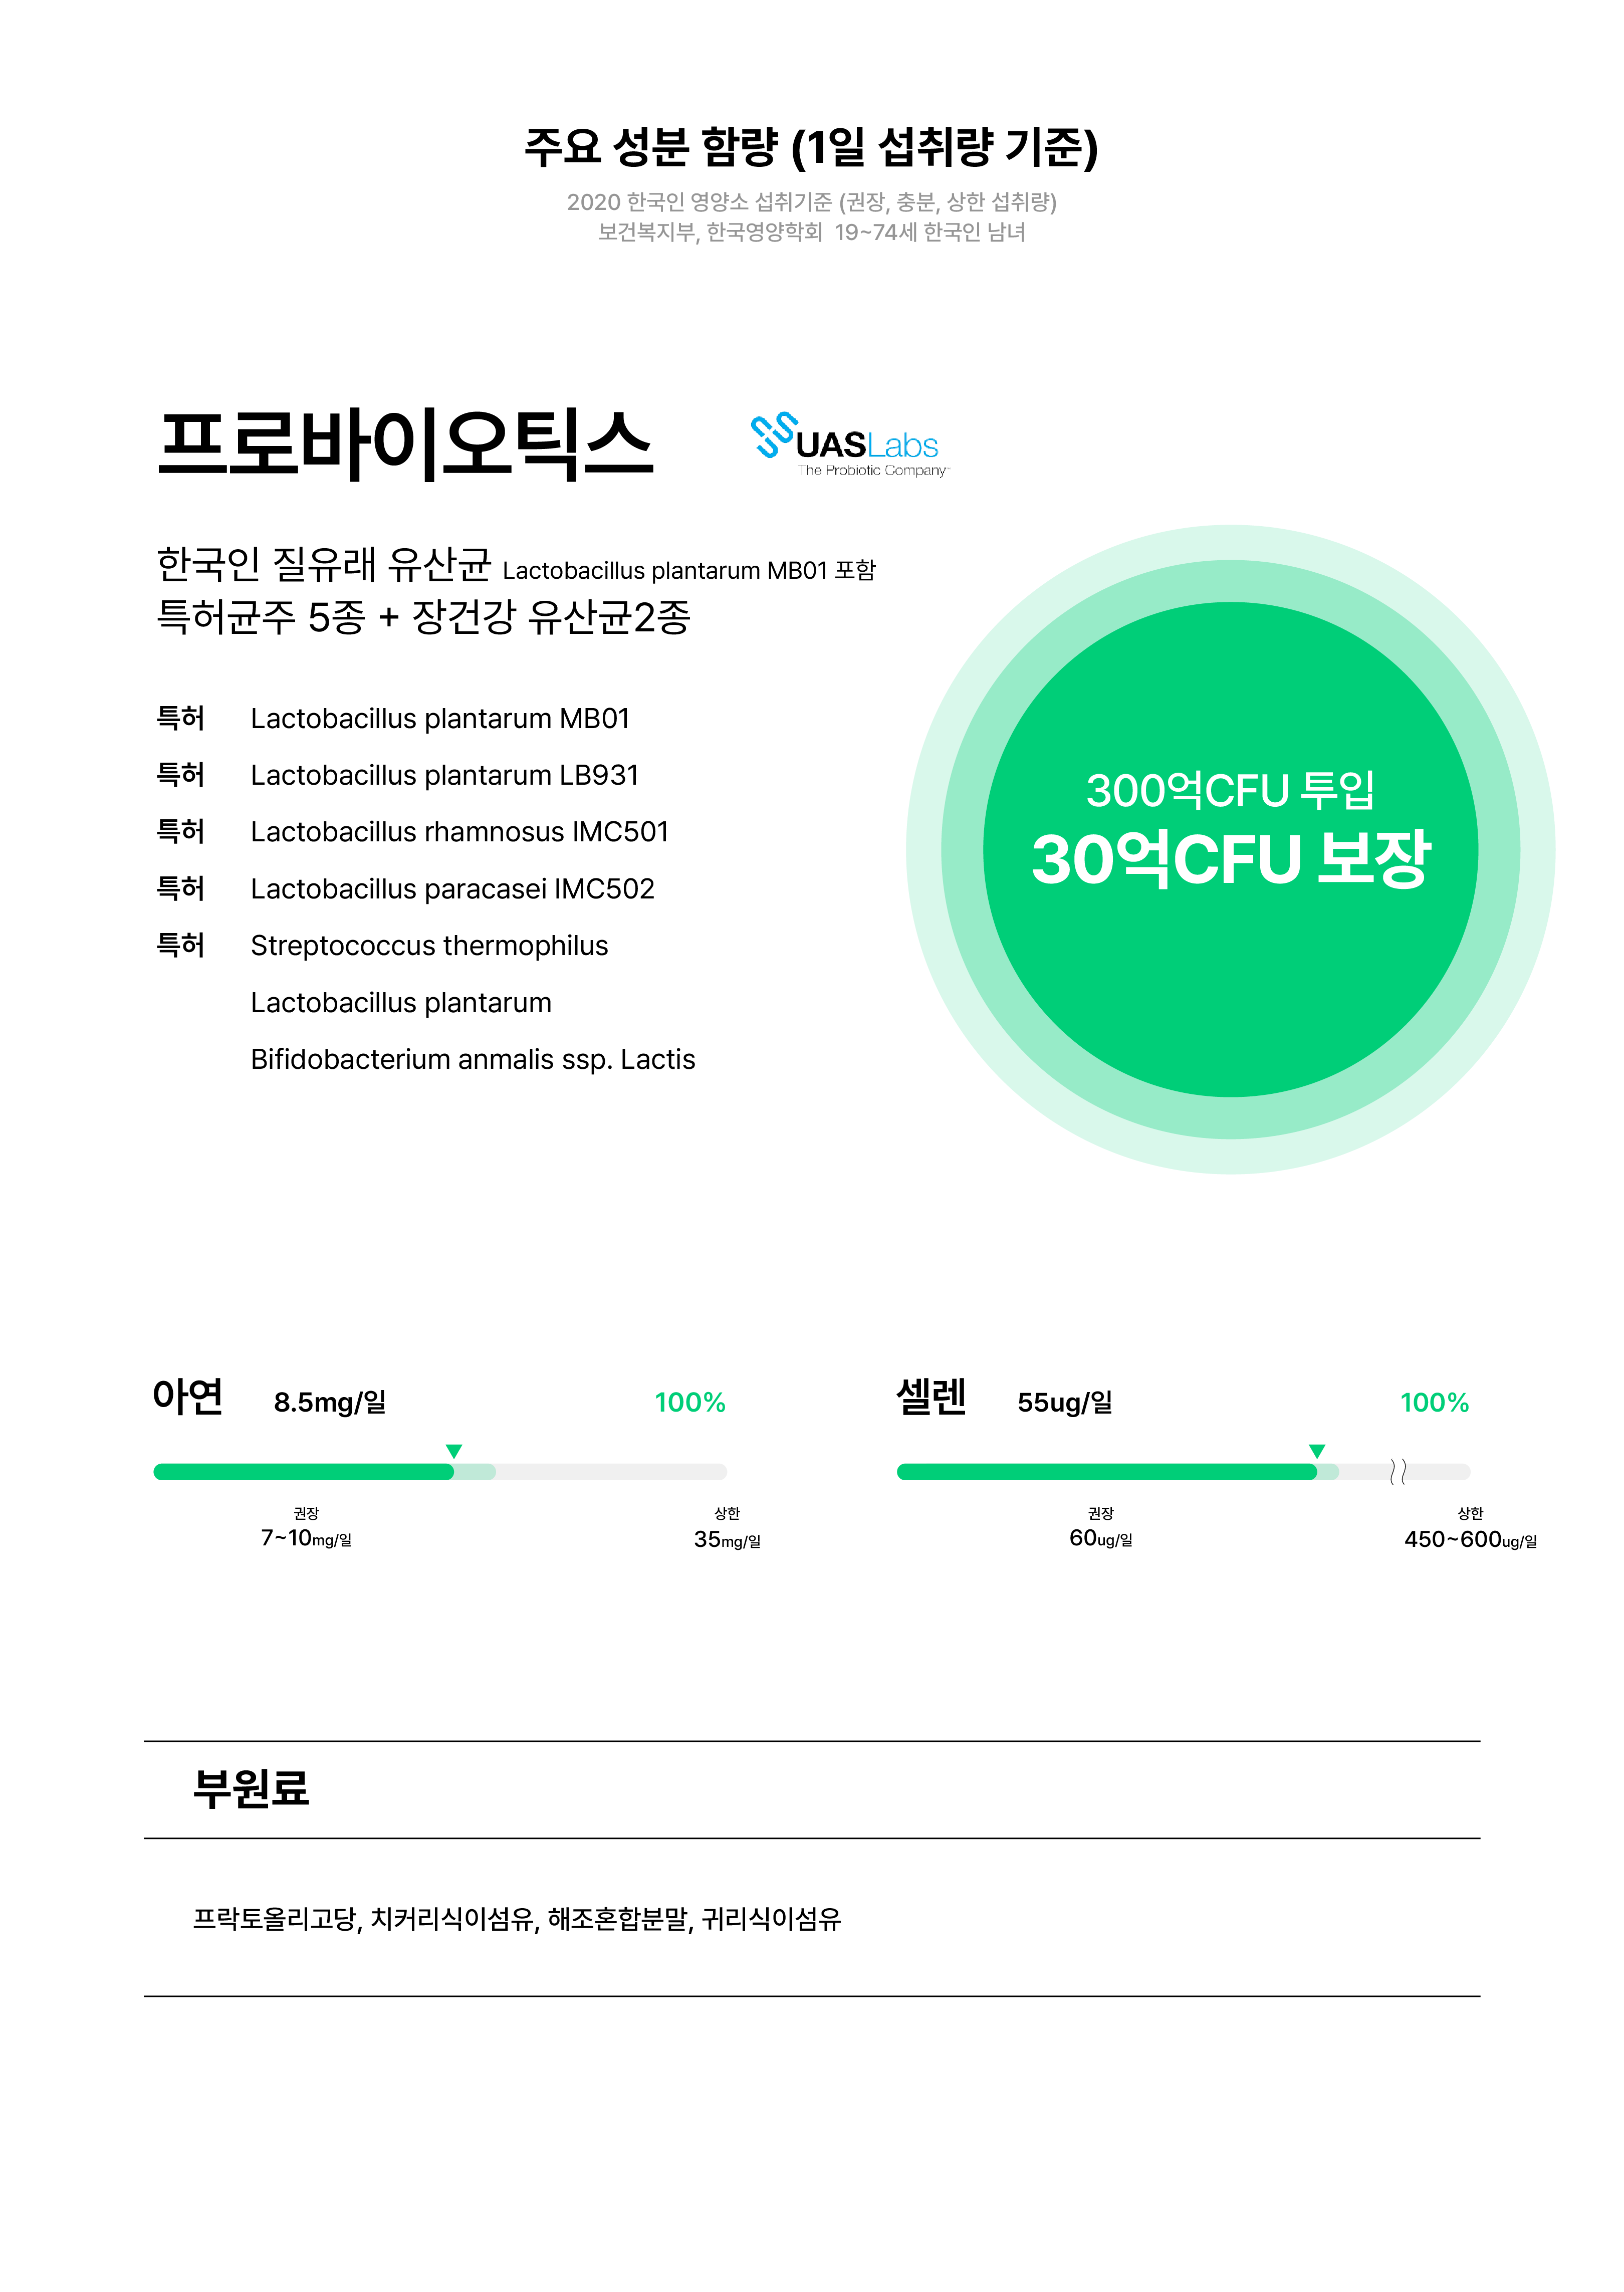 주요 성분 함량 (1일 섭취량 기준)
2020 한국인 영양소 섭취기준 (권장, 충분, 상한 섭취량)
보건복지부, 한국영양학회 19~74세 한국인 남녀
프로바이오틱스
UASLabs
The Probiotic Company
한국인 질유래 유산균 Lactobacillus plantarum MB01 포함
특허균주 5종 + 장건강 유산균2종
특허 Lactobacillus plantarum MB01
특허 Lactobacillus plantarum LB931
특허 Lactobacillus rhamnosus IMC501
특허 Lactobacillus paracasei IMC502
특허 Streptococcus thermophilus
Lactobacillus plantarum
Bifidobacterium anmalis ssp. Lactis
300억CFU 투입
30억CFU 보장
아연 8.5mg/일 100%
권장 상한
7~10mg/일 35mg/일
셀렌 55ug/일 100%
권장 상한
60ug/일 450~600ug/일
부원료
프락토올리고당, 치커리식이섬유, 해조혼합분말, 귀리식이섬유